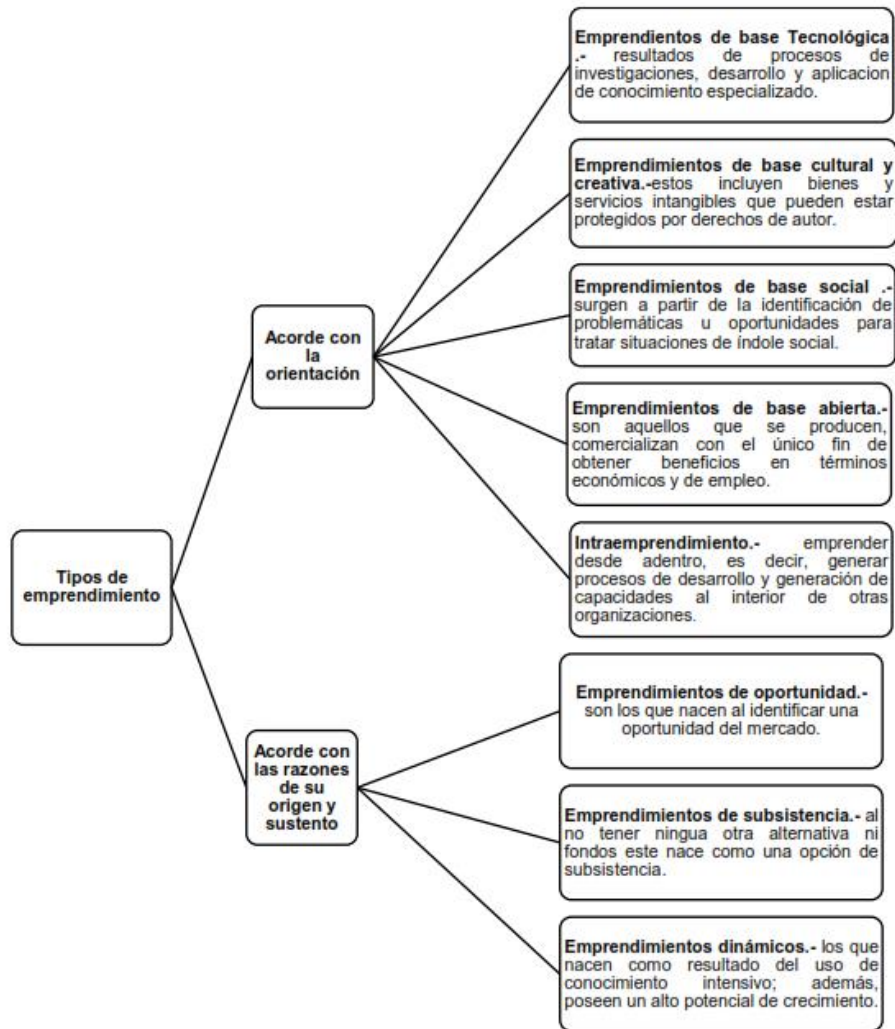 Tipos de
emprendimiento
Acorde con
la
orientación
Emprendientos de base Tecnológica
.- resultados de procesos de
investigaciones, desarrollo y aplicacion
de conocimiento especializado.
Emprendimientos de base cultural y
creativa.-estos incluyen bienes y
servicios intangibles que pueden estar
protegidos por derechos de autor.
Emprendimientos de base social .-
surgen a partir de la identificación de
problemáticas u oportunidades para
tratar situaciones de índole social.
Emprendimientos de base abierta.-
son aquellos que se producen,
comercializan con el único fin de
obtener beneficios en términos
económicos y de empleo.
Intraemprendimiento.- emprender
desde adentro, es decir, generar
procesos de desarrollo y generación de
capacidades al interior de otras
organizaciones.
Acorde con
las razones
de su
origen y
sustento
Emprendimientos de oportunidad.-
son los que nacen al identificar una
oportunidad del mercado.
Emprendimientos de subsistencia.- al
no tener ningua otra alternativa ni
fondos este nace como una opción de
subsistencia.
Emprendimientos dinámicos.- los que
nacen como resultado del uso de
conocimiento intensivo; además,
poseen un alto potencial de crecimiento.